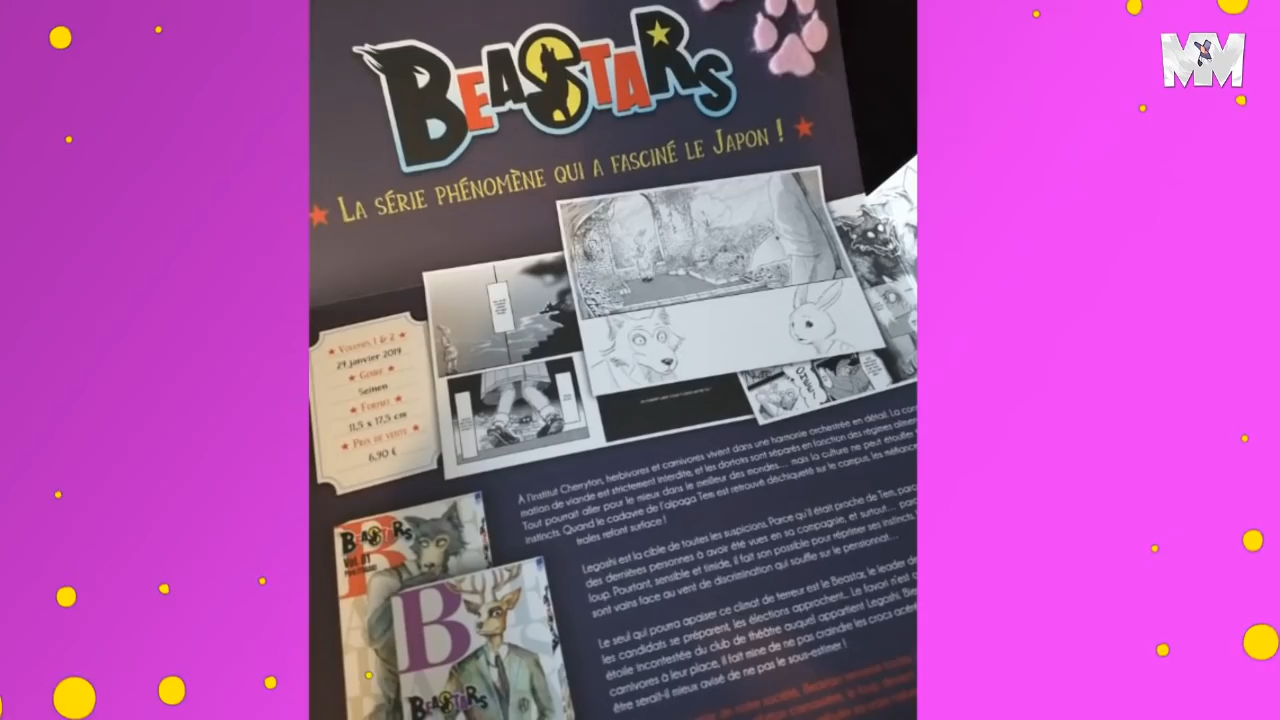 MM
BEASTARS
LA SÉRIE PHÉNOMÈNE QUI A FASCINÉ LE JAPON !
VOLUMES 1 & 2
24 janvier 2019
GENRE
Seinen
FORMAT
11,5 x 17,5 cm
PRIX DE VENTE
6,90 €
À l'institut Cherryton, herbivores et carnivores vivent dans une harmonie orchestrée en détail. La con
mation de viande est strictement interdite, et les dortoirs sont séparés en fonction des régimes alimen
Tout pourrait aller pour le mieux dans le meilleur des mondes... mais la culture ne peut étouffer
instincts. Quand le cadavre de l'alpaga Tem est retrouvé déchiqueté sur le campus, les méfiance
trales refont surface !
Legoshi est la cible de toutes les suspicions. Parce qu'il était proche de Tem, parc
des dernières personnes à avoir été vues en sa compagnie, et surtout... parc
loup. Pourtant, sensible et timide, il fait son possible pour réprimer ses instincts.
sont vains face au vent de discrimination qui souffle sur le pensionnat...
Le seul qui pourra apaiser ce climat de terreur est le Beastar, le leader de
les candidats se préparent, les élections approchent... Le favori n'est
étoile incontestée du club de théâtre auquel appartient Legoshi. Bie
carnivores à leur place, il fait mine de ne pas craindre les crocs acéré
être serait-il mieux avisé de ne pas le sous-estimer !
BEASTARS
Vol. 01
B
BEASTARS